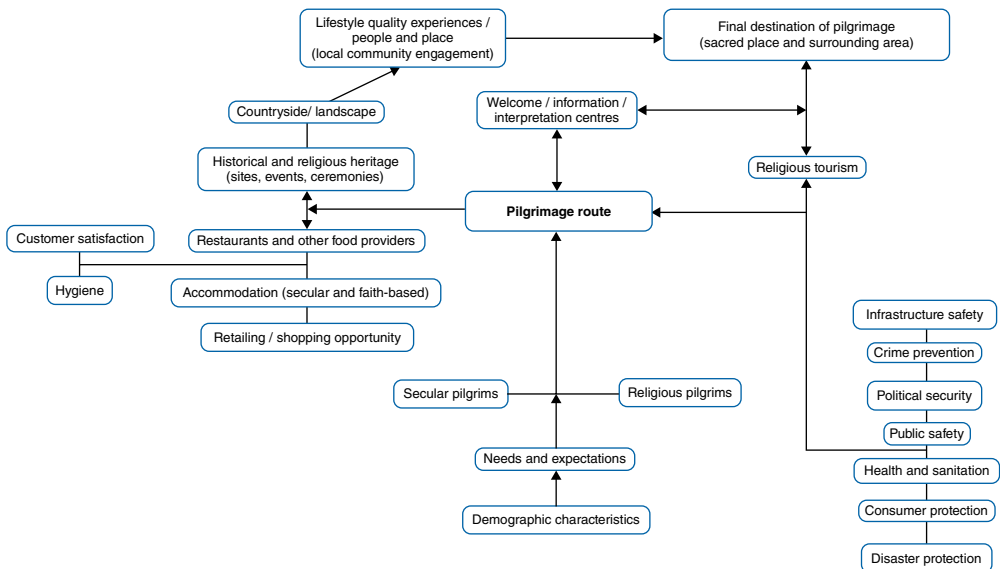 Lifestyle quality experiences /
people and place
(local community engagement)
Final destination of pilgrimage
(sacred place and surrounding area)
Countryside/ landscape
Welcome / information /
interpretation centres
Historical and religious heritage
(sites, events, ceremonies)
Religious tourism
Pilgrimage route
Customer satisfaction
Restaurants and other food providers
Hygiene
Accommodation (secular and faith-based)
Retailing / shopping opportunity
Infrastructure safety
Crime prevention
Political security
Public safety
Health and sanitation
Consumer protection
Disaster protection
Secular pilgrims
Religious pilgrims
Needs and expectations
Demographic characteristics